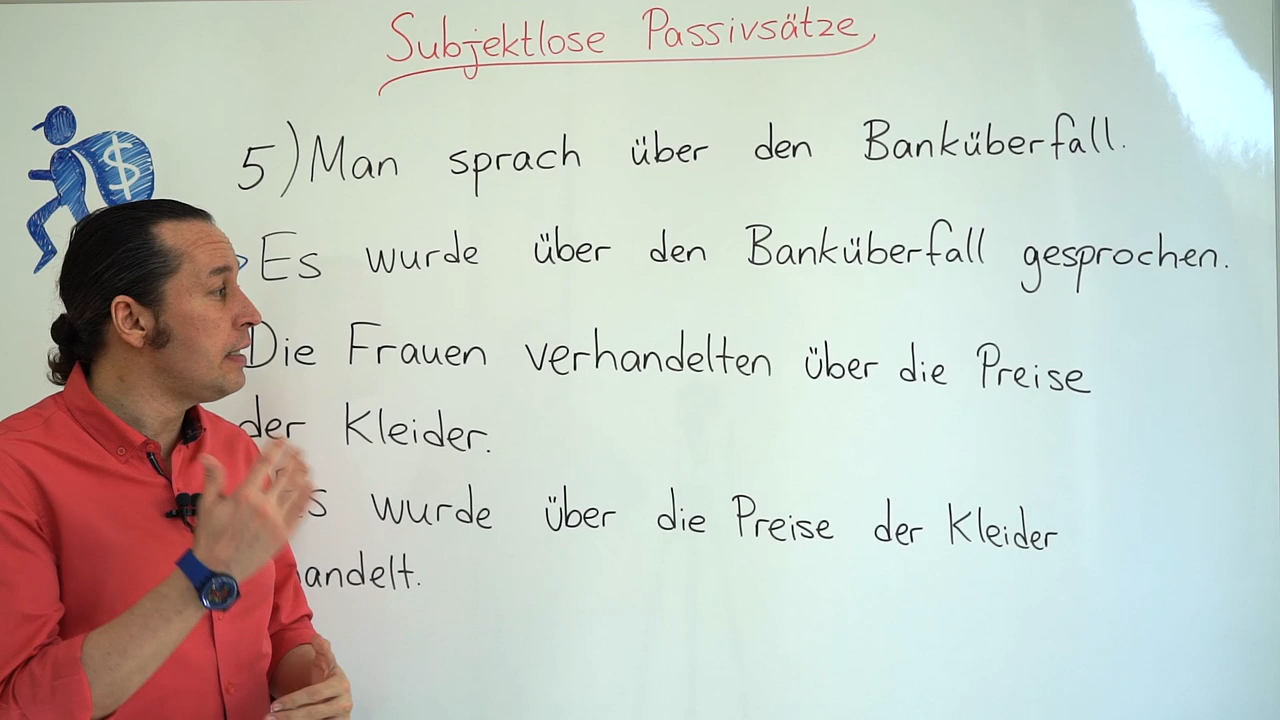 Subjektlose Passivsätze
$
5) Man sprach über den Banküberfall.
Es wurde über den Banküberfall gesprochen.
Die Frauen verhandelten über die Preise
der Kleider.
wurde über die Preise der Kleider